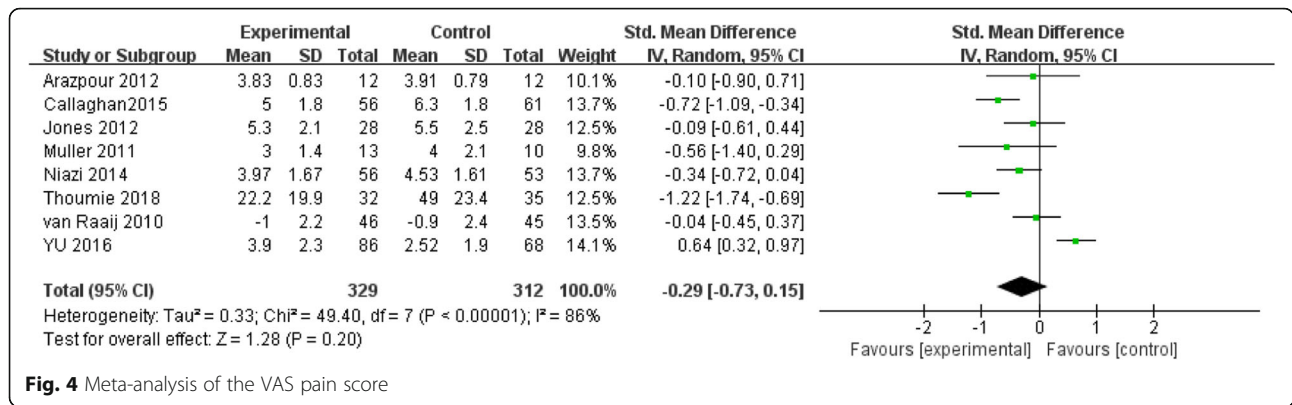 Experimental Control Std. Mean Difference Std. Mean Difference
Study or Subgroup Mean SD Total Mean SD Total Weight IV, Random, 95% CI IV, Random, 95% CI
Arazpour 2012 3.83 0.83 12 3.91 0.79 12 10.1% -0.10 [-0.90, 0.71]
Callaghan2015 5 1.8 56 6.3 1.8 61 13.7% -0.72 [-1.09, -0.34]
Jones 2012 5.3 2.1 28 5.5 2.5 28 12.5% -0.09 [-0.61, 0.44]
Muller 2011 3 1.4 13 4 2.1 10 9.8% -0.56 [-1.40, 0.29]
Niazi 2014 3.97 1.67 56 4.53 1.61 53 13.7% -0.34 [-0.72, 0.04]
Thoumie 2018 22.2 19.9 32 49 23.4 35 12.5% -1.22 [-1.74, -0.69]
van Raaij 2010 -1 2.2 46 -0.9 2.4 45 13.5% -0.04 [-0.45, 0.37]
YU 2016 3.9 2.3 86 2.52 1.9 68 14.1% 0.64 [0.32, 0.97]
Total (95% CI) 329 312 100.0% -0.29 [-0.73, 0.15]
Heterogeneity: Tau² = 0.33; Chi² = 49.40, df = 7 (P < 0.00001); I² = 86%
Test for overall effect: Z = 1.28 (P = 0.20)
-2 -1 0 1 2
Favours [experimental] Favours [control]
Fig. 4 Meta-analysis of the VAS pain score